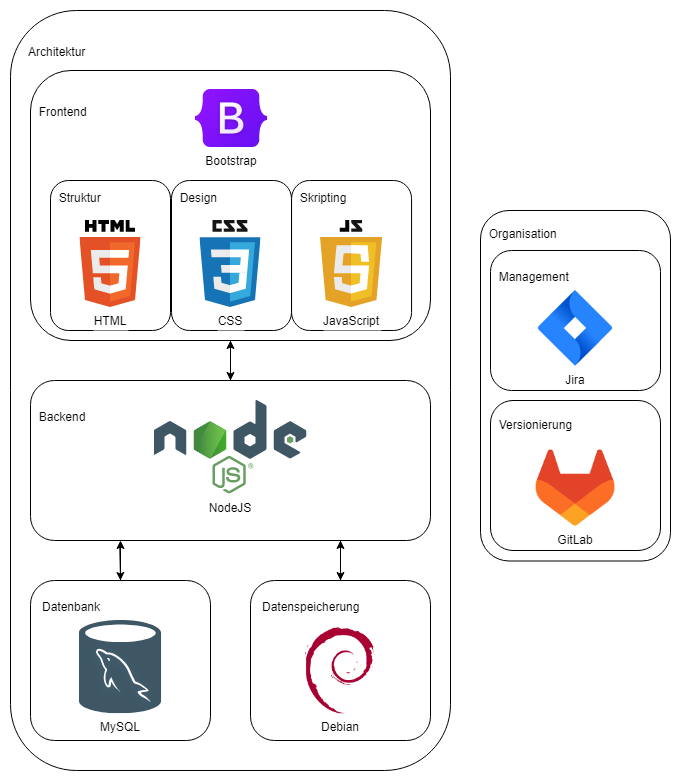 Architektur
Frontend
B
Bootstrap
Struktur
HTML
5
HTML
Design
CSS
3
CSS
Skripting
JS
5
JavaScript
Backend
node
JS®
NodeJS
Datenbank
MySQL
Datenspeicherung
Debian
Organisation
Management
Jira
Versionierung
GitLab